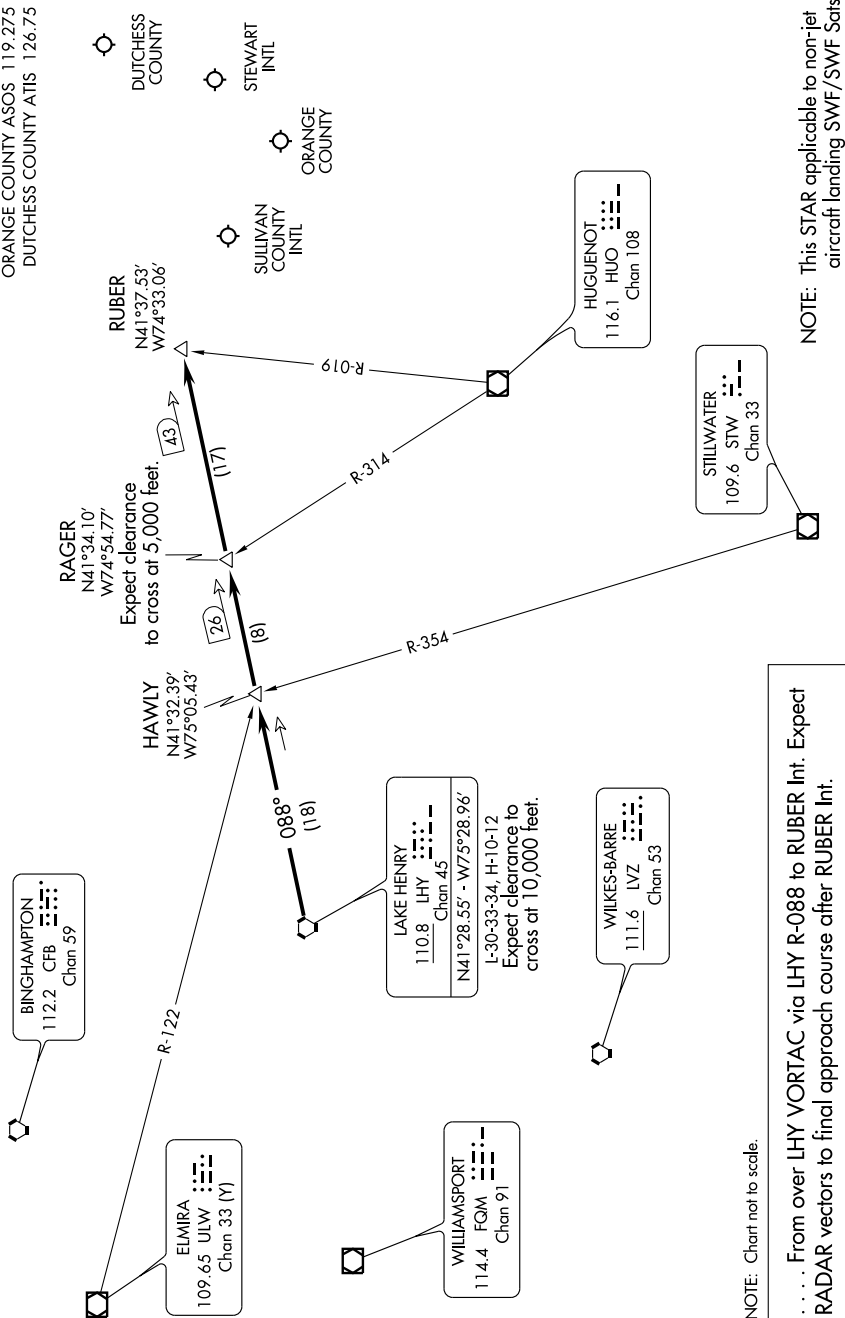 ORANGE COUNTY ASOS 119.275
DUTCHESS COUNTY ATIS 126.75
BINGHAMPTON
112.2 CFB
Chan 59
RAGER
N41°34.10'
W74°54.77'
Expect clearance
to cross at 5,000 feet.
RUBER
N41°37.53'
W74°33.06'
DUTCHESS
COUNTY
STEWART
INTL
ORANGE
COUNTY
SULLIVAN
COUNTY
INTL
HAWLY
N41°32.39'
W75°05.43'
43
(17)
26
(8)
088°
(18)
R-122
R-019
R-314
R-354
ELMIRA
109.65 ULW
Chan 33 (Y)
LAKE HENRY
110.8 LHY
Chan 45
N41°28.55' - W75°28.96'
L-30-33-34, H-10-12
Expect clearance to
cross at 10,000 feet.
HUGUENOT
116.1 HUO
Chan 108
WILLIAMSPORT
114.4 FQM
Chan 91
WILKES-BARRE
111.6 LVZ
Chan 53
STILLWATER
109.6 STW
Chan 33
NOTE: Chart not to scale.
NOTE: This STAR applicable to non-jet
aircraft landing SWF/SWF Sats
. . . . From over LHY VORTAC via LHY R-088 to RUBER Int. Expect
RADAR vectors to final approach course after RUBER Int.